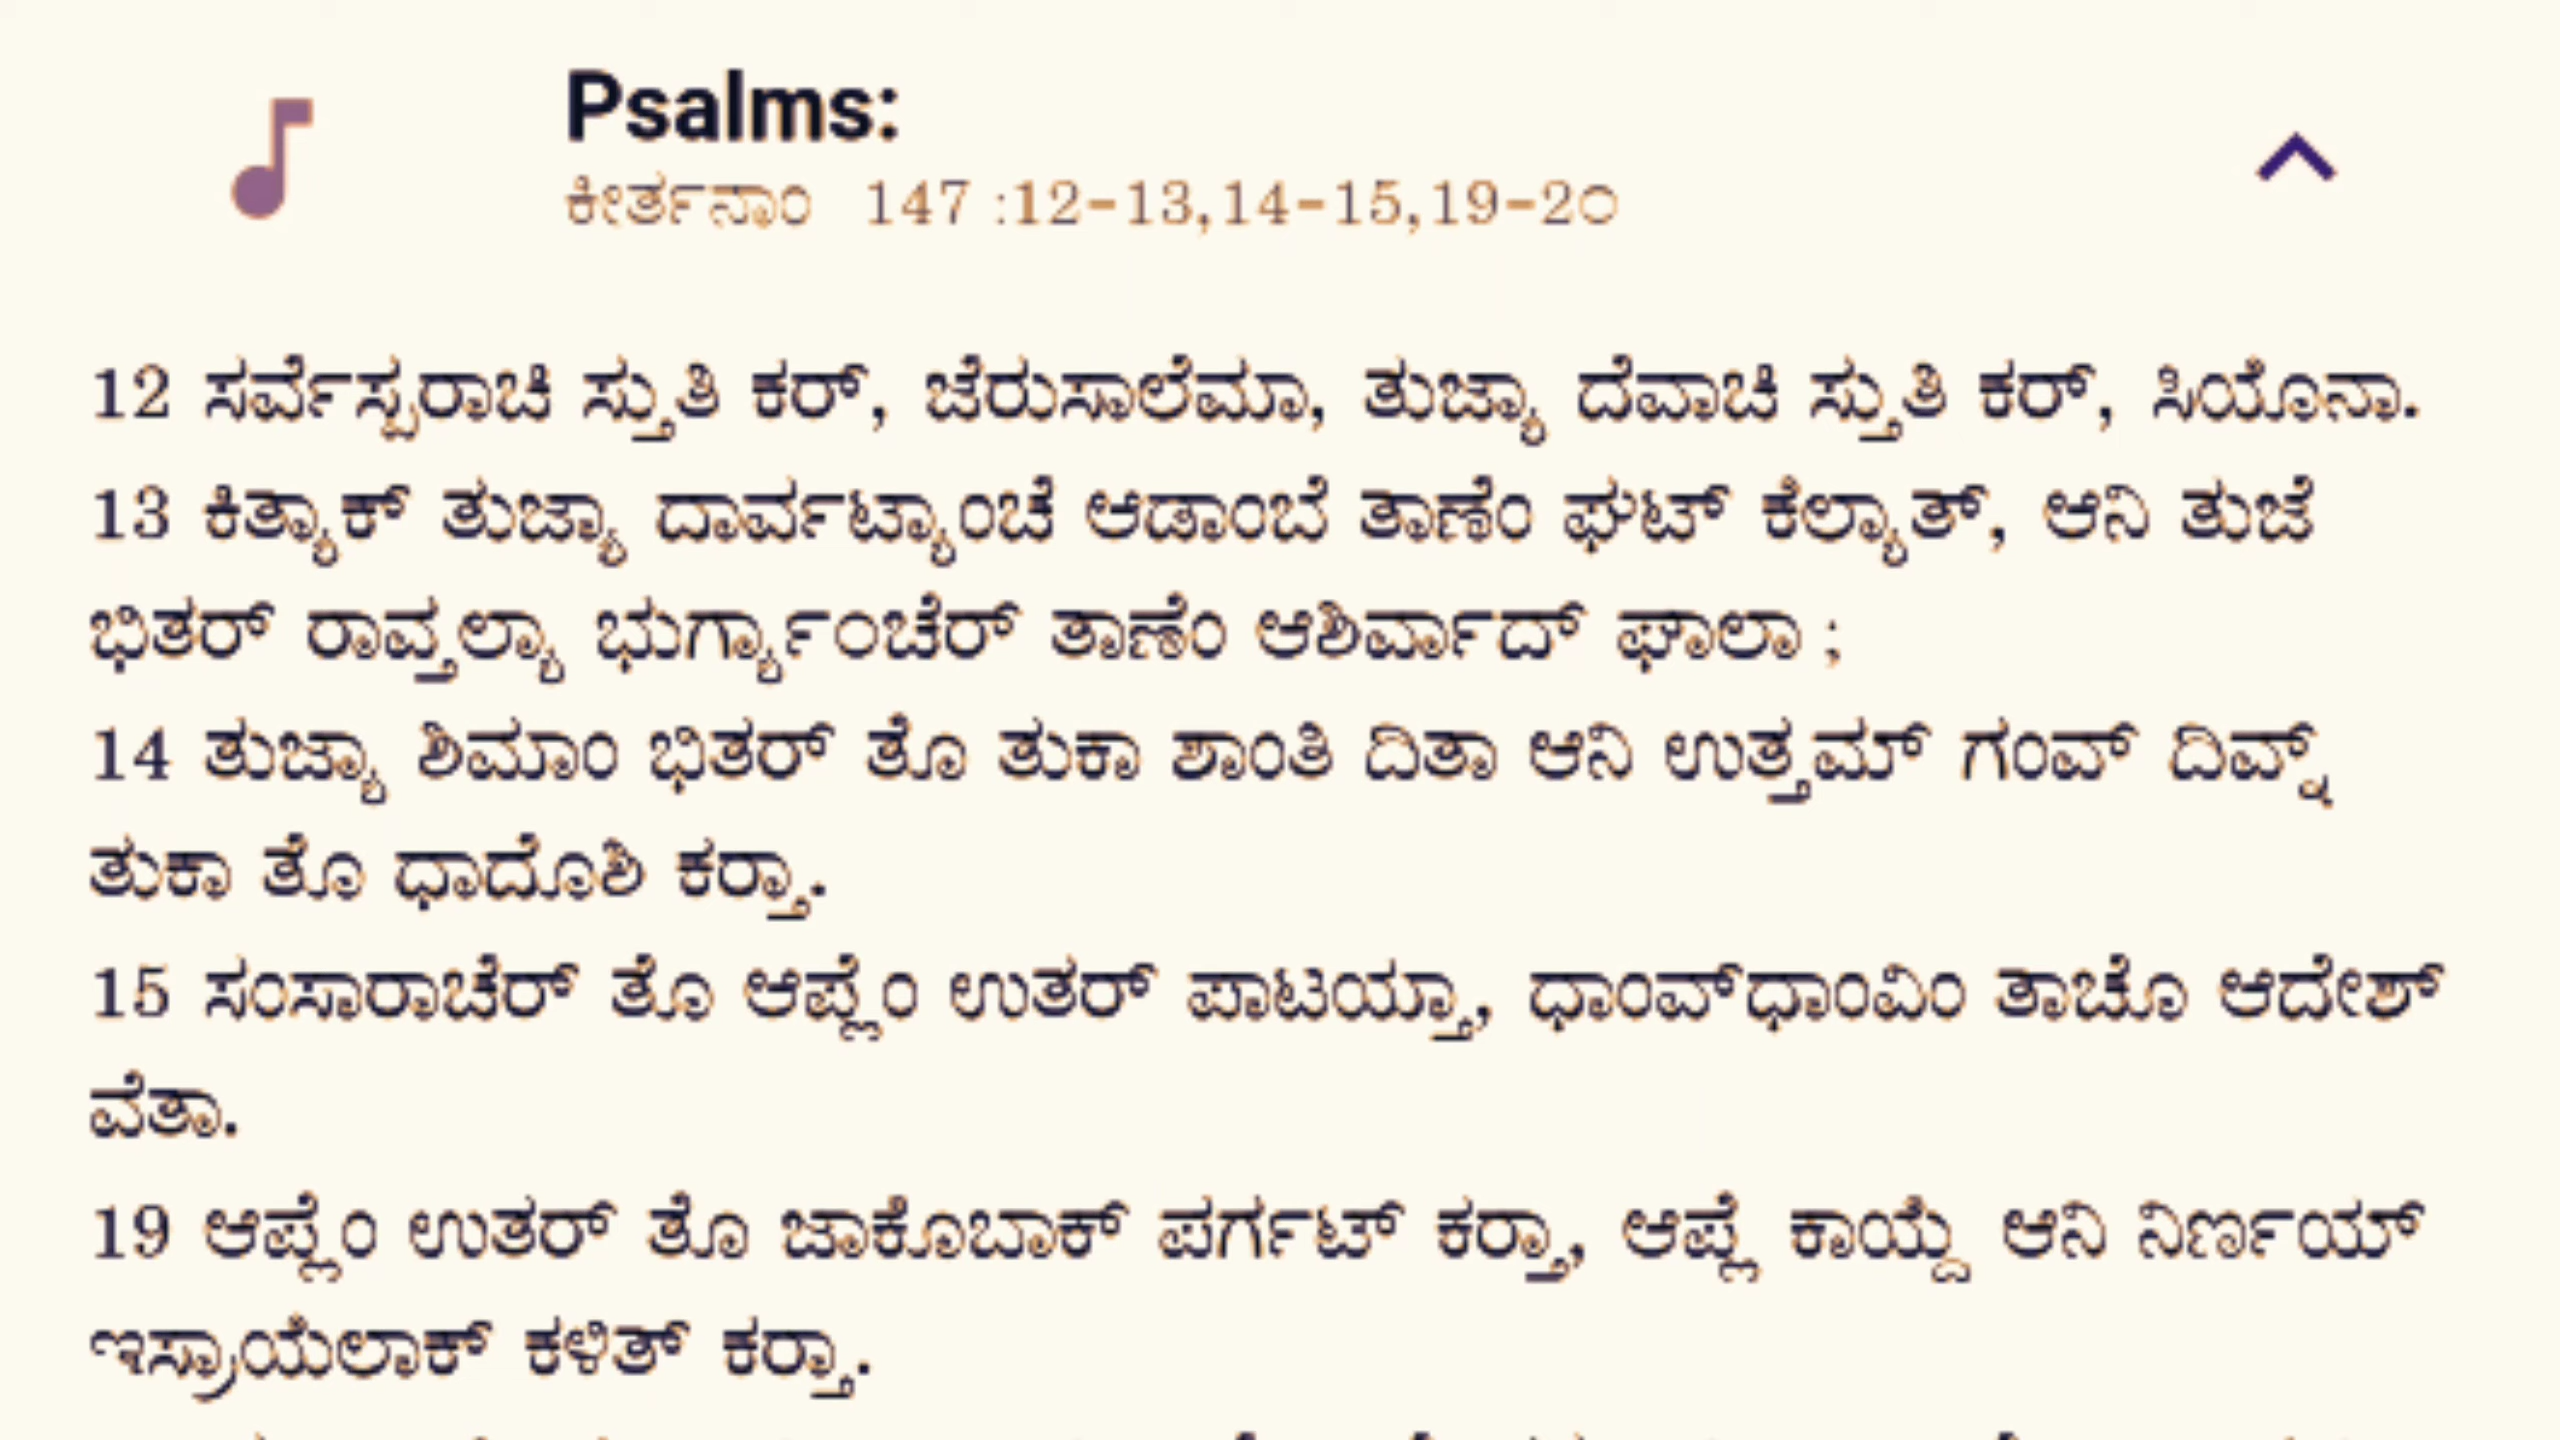 Psalms:
ಕೀರ್ತನಾಂ 147 :12-13,14-15,19-2೦
12 ಸರ್ವೆಸ್ಬರಾಚಿ ಸ್ತುತಿ ಕರ್, ಜೆರುಸಾಲೆಮಾ, ತುಜ್ಯಾ ದೆವಾಚಿ ಸ್ತುತಿ ಕರ್, ಸಿಯೊನಾ.
13 ಕಿತ್ಯಾಕ್ ತುಜ್ಯಾ ದಾರ್ವಟ್ಯಾಂಚೆ ಆಡಾಂಬೆ ತಾಣೆಂ ಘಟ್ ಕೆಲ್ಯಾತ್, ಆನಿ ತುಜೆ
ಭಿತರ್ ರಾವ್ತಲ್ಯಾ ಭುರ್ಗ್ಯಾಂಚೆರ್ ತಾಣೆಂ ಆಶಿರ್ವಾದ್ ಘಾಲಾ ;
14 ತುಜ್ಯಾ ಶಿಮಾಂ ಭಿತರ್ ತೊ ತುಕಾ ಶಾಂತಿ ದಿತಾ ಆನಿ ಉತ್ತಮ್ ಗಂವ್ ದಿವ್ನ್
ತುಕಾ ತೊ ಧಾದೊಶಿ ಕರ‍್ತಾ.
15 ಸಂಸಾರಾಚೆರ್ ತೊ ಆಪ್ಲೆಂ ಉತರ್ ಪಾಟಯ್ತಾ, ಧಾಂವ್‌ಧಾಂವಿಂ ತಾಚೊ ಆದೇಶ್
ವೆತಾ.
19 ಆಪ್ಲೆಂ ಉತರ್ ತೊ ಜಾಕೊಬಾಕ್ ಪರ್ಗಟ್ ಕರ‍್ತಾ, ಆಪ್ಲೆ ಕಾಯ್ದೆ ಆನಿ ನಿರ್ಣಯ್
ಇಸ್ರಾಯೆಲಾಕ್ ಕಳಿತ್ ಕರ‍್ತಾ.